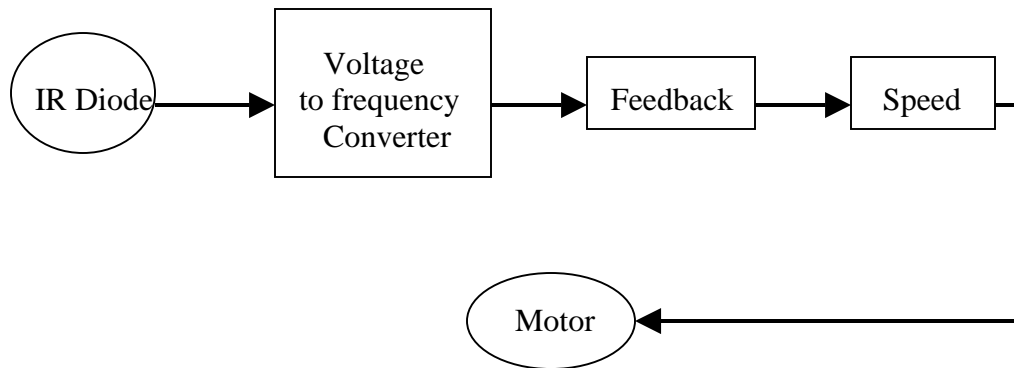 IR Diode
Voltage
to frequency
Converter
Feedback
Speed
Motor